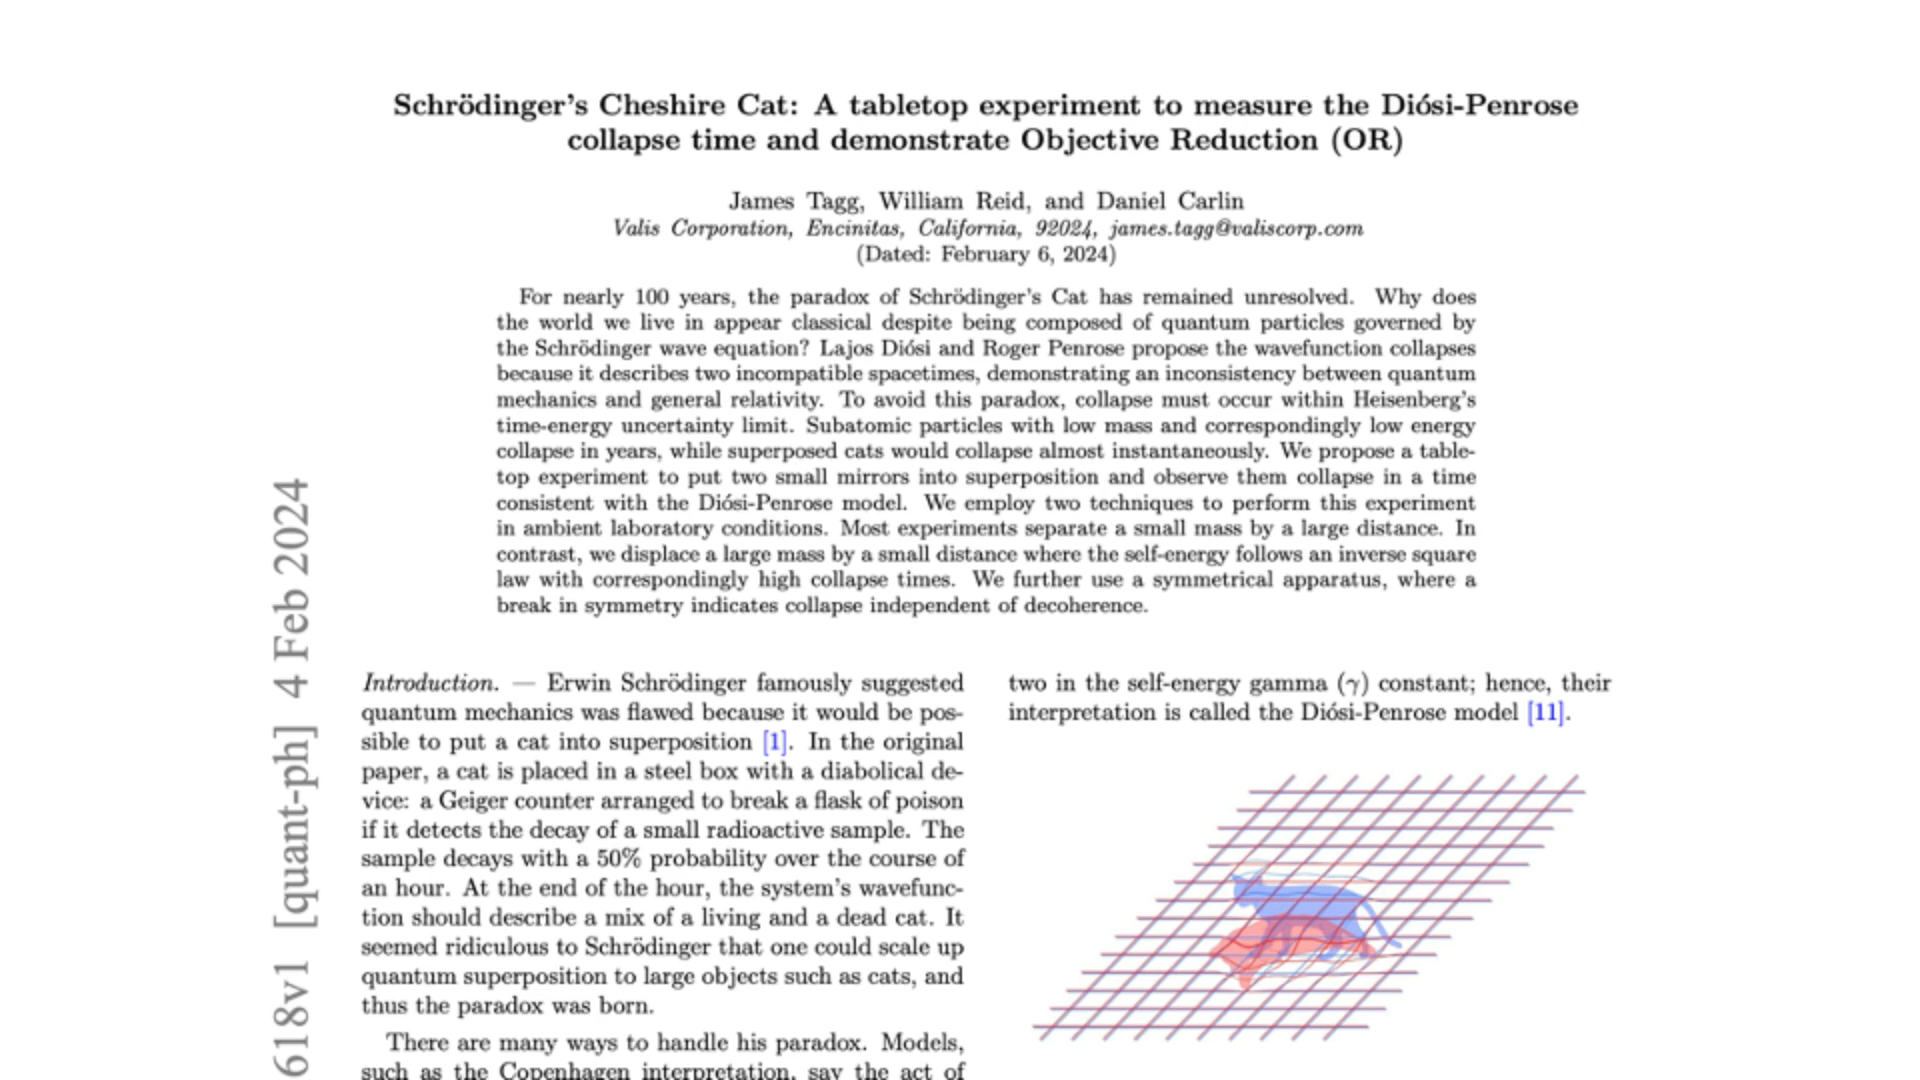 Schrödinger's Cheshire Cat: A tabletop experiment to measure the Diósi-Penrose
collapse time and demonstrate Objective Reduction (OR)
James Tagg, William Reid, and Daniel Carlin
Valis Corporation, Encinitas, California, 92024, james.tagg@valiscorp.com
(Dated: February 6, 2024)
For nearly 100 years, the paradox of Schrödinger's Cat has remained unresolved. Why does
the world we live in appear classical despite being composed of quantum particles governed by
the Schrödinger wave equation? Lajos Diósi and Roger Penrose propose the wavefunction collapses
because it describes two incompatible spacetimes, demonstrating an inconsistency between quantum
mechanics and general relativity. To avoid this paradox, collapse must occur within Heisenberg's
time-energy uncertainty limit. Subatomic particles with low mass and correspondingly low energy
collapse in years, while superposed cats would collapse almost instantaneously. We propose a table-
top experiment to put two small mirrors into superposition and observe them collapse in a time
consistent with the Diósi-Penrose model. We employ two techniques to perform this experiment
in ambient laboratory conditions. Most experiments separate a small mass by a large distance. In
contrast, we displace a large mass by a small distance where the self-energy follows an inverse square
law with correspondingly high collapse times. We further use a symmetrical apparatus, where a
break in symmetry indicates collapse independent of decoherence.
618v1 [quant-ph] 4 Feb 2024
Introduction. — Erwin Schrödinger famously suggested
quantum mechanics was flawed because it would be pos-
sible to put a cat into superposition [1]. In the original
paper, a cat is placed in a steel box with a diabolical de-
vice: a Geiger counter arranged to break a flask of poison
if it detects the decay of a small radioactive sample. The
sample decays with a 50% probability over the course of
an hour. At the end of the hour, the system's wavefunc-
tion should describe a mix of a living and a dead cat. It
seemed ridiculous to Schrödinger that one could scale up
quantum superposition to large objects such as cats, and
thus the paradox was born.
There are many ways to handle his paradox. Models,
such as the Copenhagen interpretation, say the act of
two in the self-energy gamma (γ) constant; hence, their
interpretation is called the Diósi-Penrose model [11].